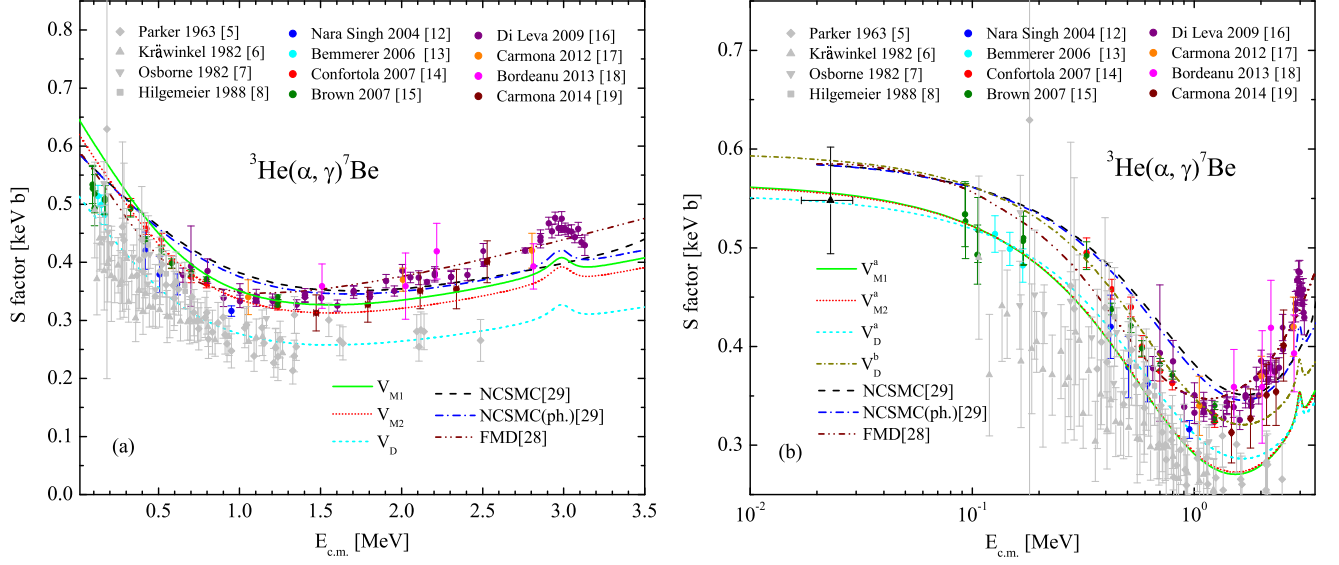 Parker 1963 [5]
Kräwinkel 1982 [6]
Osborne 1982 [7]
Hilgemeier 1988 [8]
Nara Singh 2004 [12]
Bemmerer 2006 [13]
Confortola 2007 [14]
Brown 2007 [15]
Di Leva 2009 [16]
Carmona 2012 [17]
Bordeanu 2013 [18]
Carmona 2014 [19]
³He(α, γ)⁷Be
V_M1
V_M2
V_D
NCSMC[29]
NCSMC(ph.)[29]
FMD[28]
(a)
S factor [keV b]
0.8
0.7
0.6
0.5
0.4
0.3
0.2
0.1
0.0
0.5 1.0 1.5 2.0 2.5 3.0 3.5
E_c.m. [MeV]
Parker 1963 [5]
Kräwinkel 1982 [6]
Osborne 1982 [7]
Hilgemeier 1988 [8]
Nara Singh 2004 [12]
Bemmerer 2006 [13]
Confortola 2007 [14]
Brown 2007 [15]
Di Leva 2009 [16]
Carmona 2012 [17]
Bordeanu 2013 [18]
Carmona 2014 [19]
³He(α, γ)⁷Be
V^a_M1
V^a_M2
V^a_D
V^b_D
NCSMC[29]
NCSMC(ph.)[29]
FMD[28]
(b)
S factor [keV b]
0.7
0.6
0.5
0.4
0.3
10⁻² 10⁻¹ 10⁰
E_c.m. [MeV]